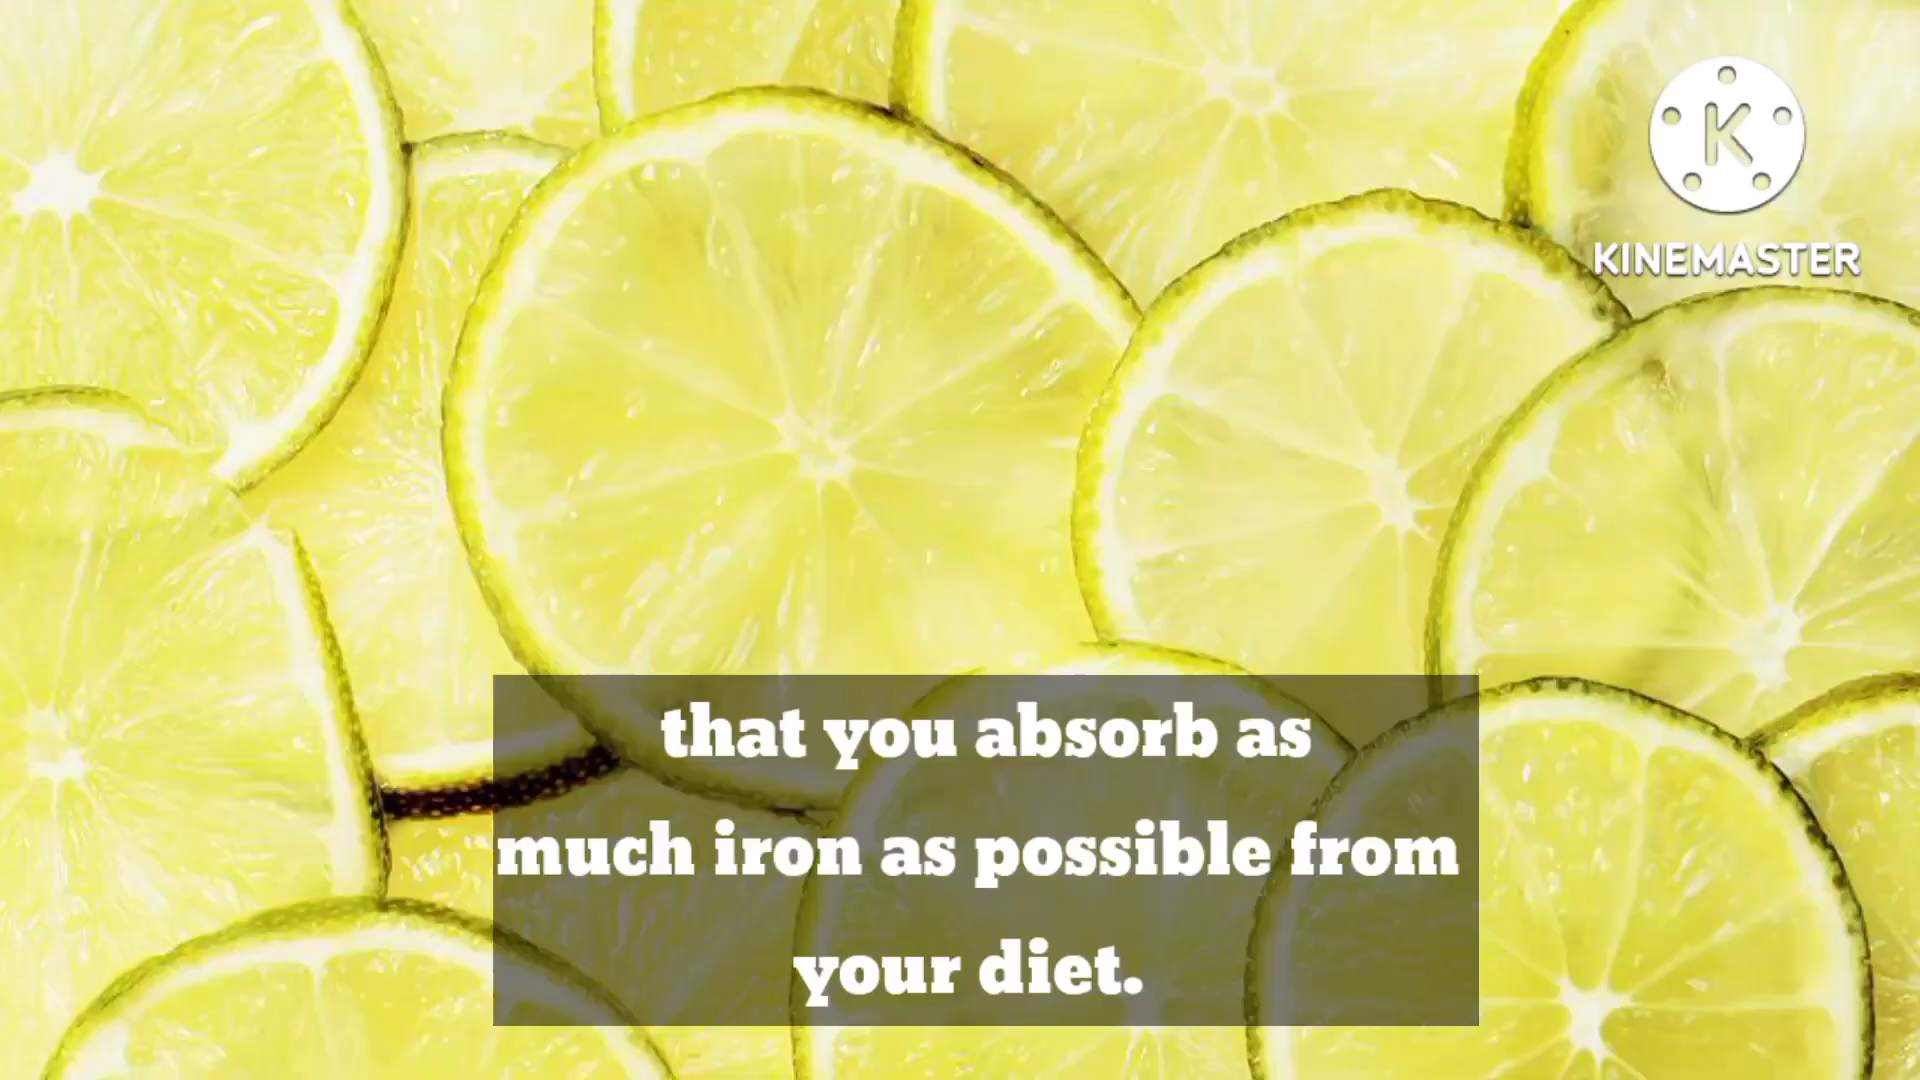 K
KINEMASTER
that you absorb as
much iron as possible from
your diet.